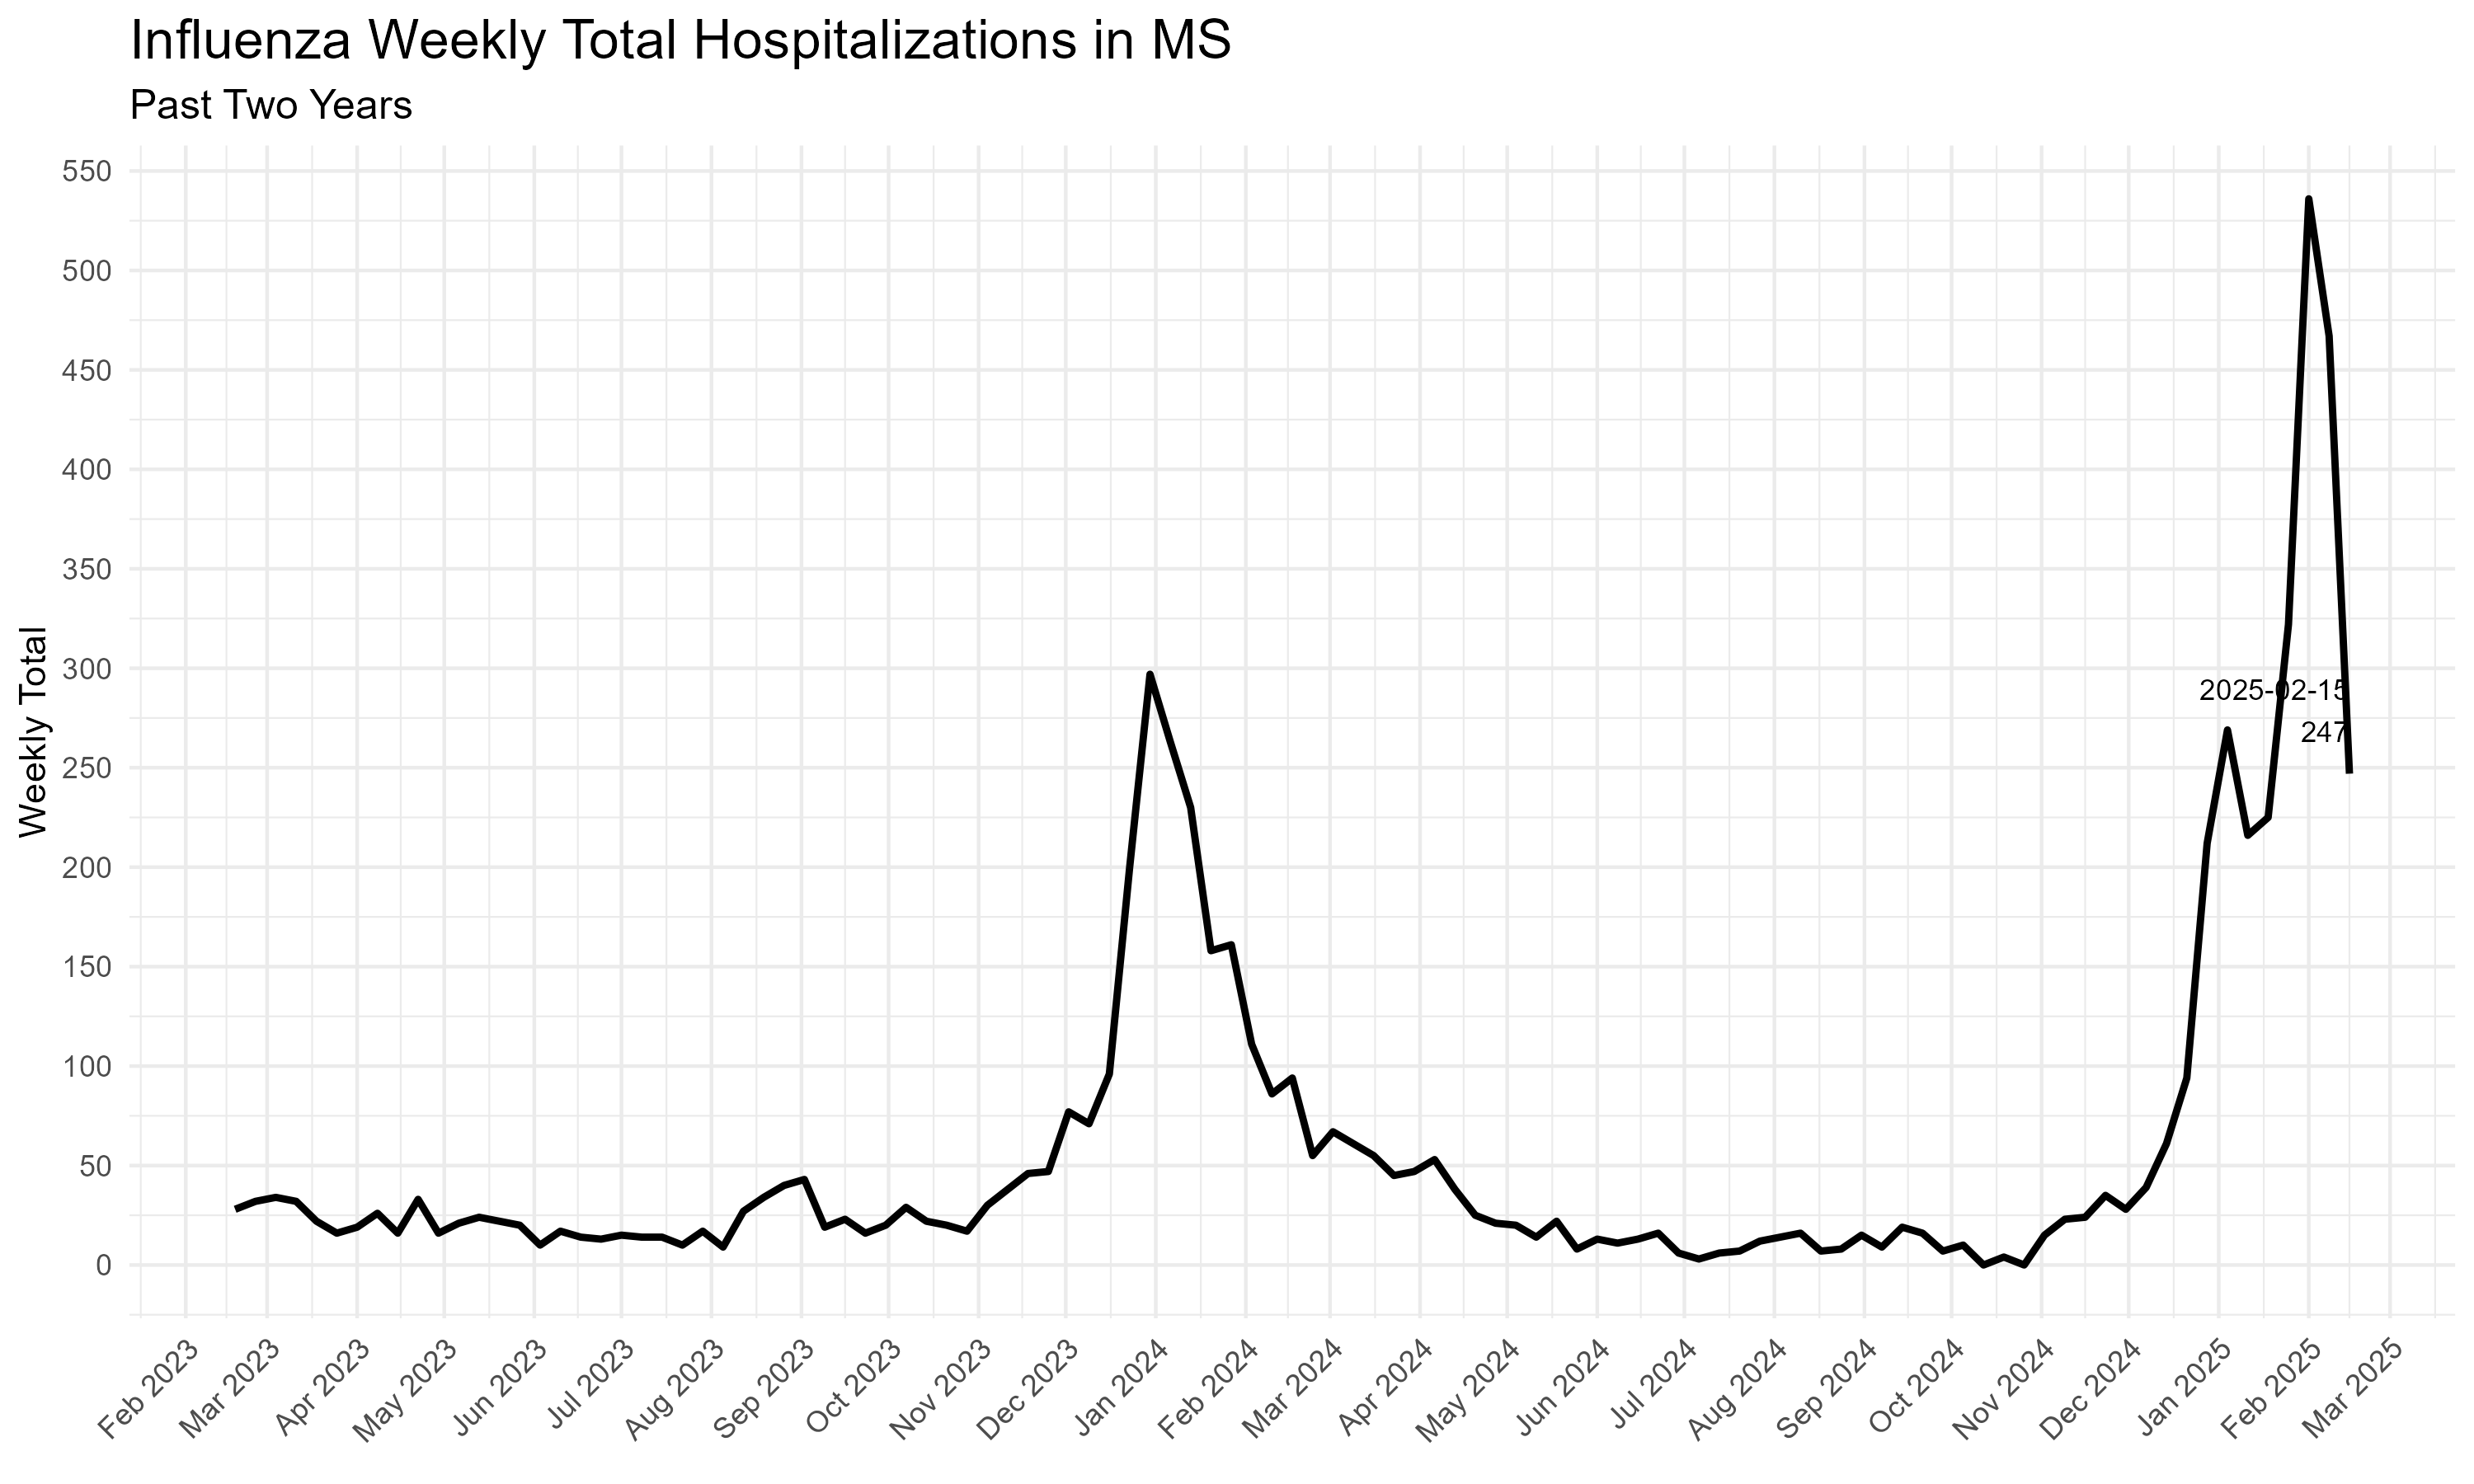 Influenza Weekly Total Hospitalizations in MS
Past Two Years
Weekly Total
550
500
450
400
350
300
250
200
150
100
50
0
2025-02-15
247
Feb 2023
Mar 2023
Apr 2023
May 2023
Jun 2023
Jul 2023
Aug 2023
Sep 2023
Oct 2023
Nov 2023
Dec 2023
Jan 2024
Feb 2024
Mar 2024
Apr 2024
May 2024
Jun 2024
Jul 2024
Aug 2024
Sep 2024
Oct 2024
Nov 2024
Dec 2024
Jan 2025
Feb 2025
Mar 2025